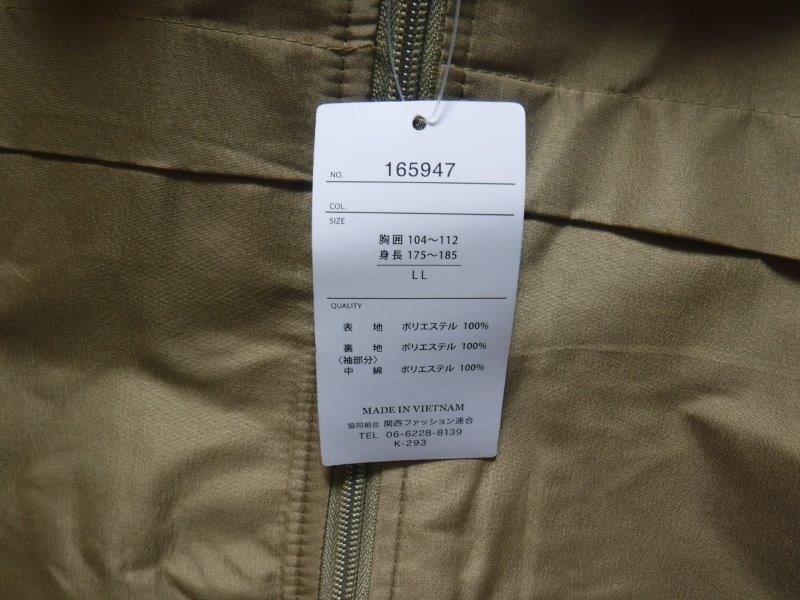 NO. 165947
COL.
SIZE
胸囲 104～112
身長 175～185
LL
QUALITY
表 地 ポリエステル 100%
裏 地 ポリエステル 100%
〈袖部分〉
中 綿 ポリエステル 100%
MADE IN VIETNAM
協同組合 関西ファッション連合
TEL 06-6228-8139
K-293